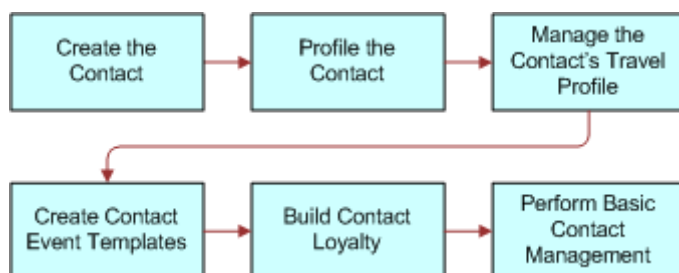 Create the
Contact
Profile the
Contact
Manage the
Contact's Travel
Profile
Create Contact
Event Templates
Build Contact
Loyalty
Perform Basic
Contact
Management